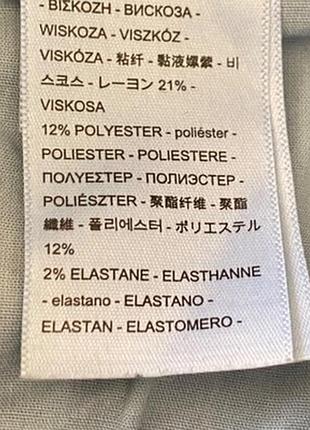 - ΒΙΣΚΟΖΗ - ВИСКОЗА -
WISKOZA - VISZKÓZ -
VISKÓZA - 粘纤 - 黏液嫘縈 - 비
스코스 - レーヨン 21% -
VISKOSA
12% POLYESTER - poliéster -
POLIESTER - POLIESTERE -
ΠΟΛΥΕΣΤΕΡ - ПОЛИЭСТЕР -
POLIÉSZTER - 聚酯纤维 - 聚酯
纖維 - 폴리에스터 - ポリエステル
12%
2% ELASTANE - ELASTHANNE
- elastano - ELASTANO -
ELASTAN - ELASTOMERO -